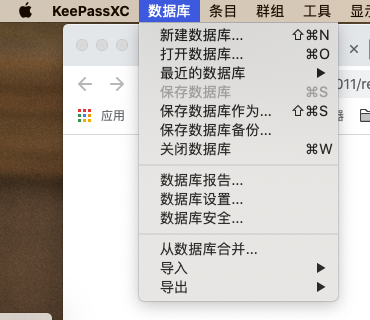 KeePassXC 数据库 条目 群组 工具 显示
新建数据库... ⇧⌘N
打开数据库... ⌘O
最近的数据库 ▶
011/re
保存数据库 ⌘S
保存数据库作为... ⇧⌘S
应用
器
保存数据库备份...
关闭数据库 ⌘W
数据库报告...
数据库设置...
数据库安全...
从数据库合并...
导入 ▶
导出 ▶